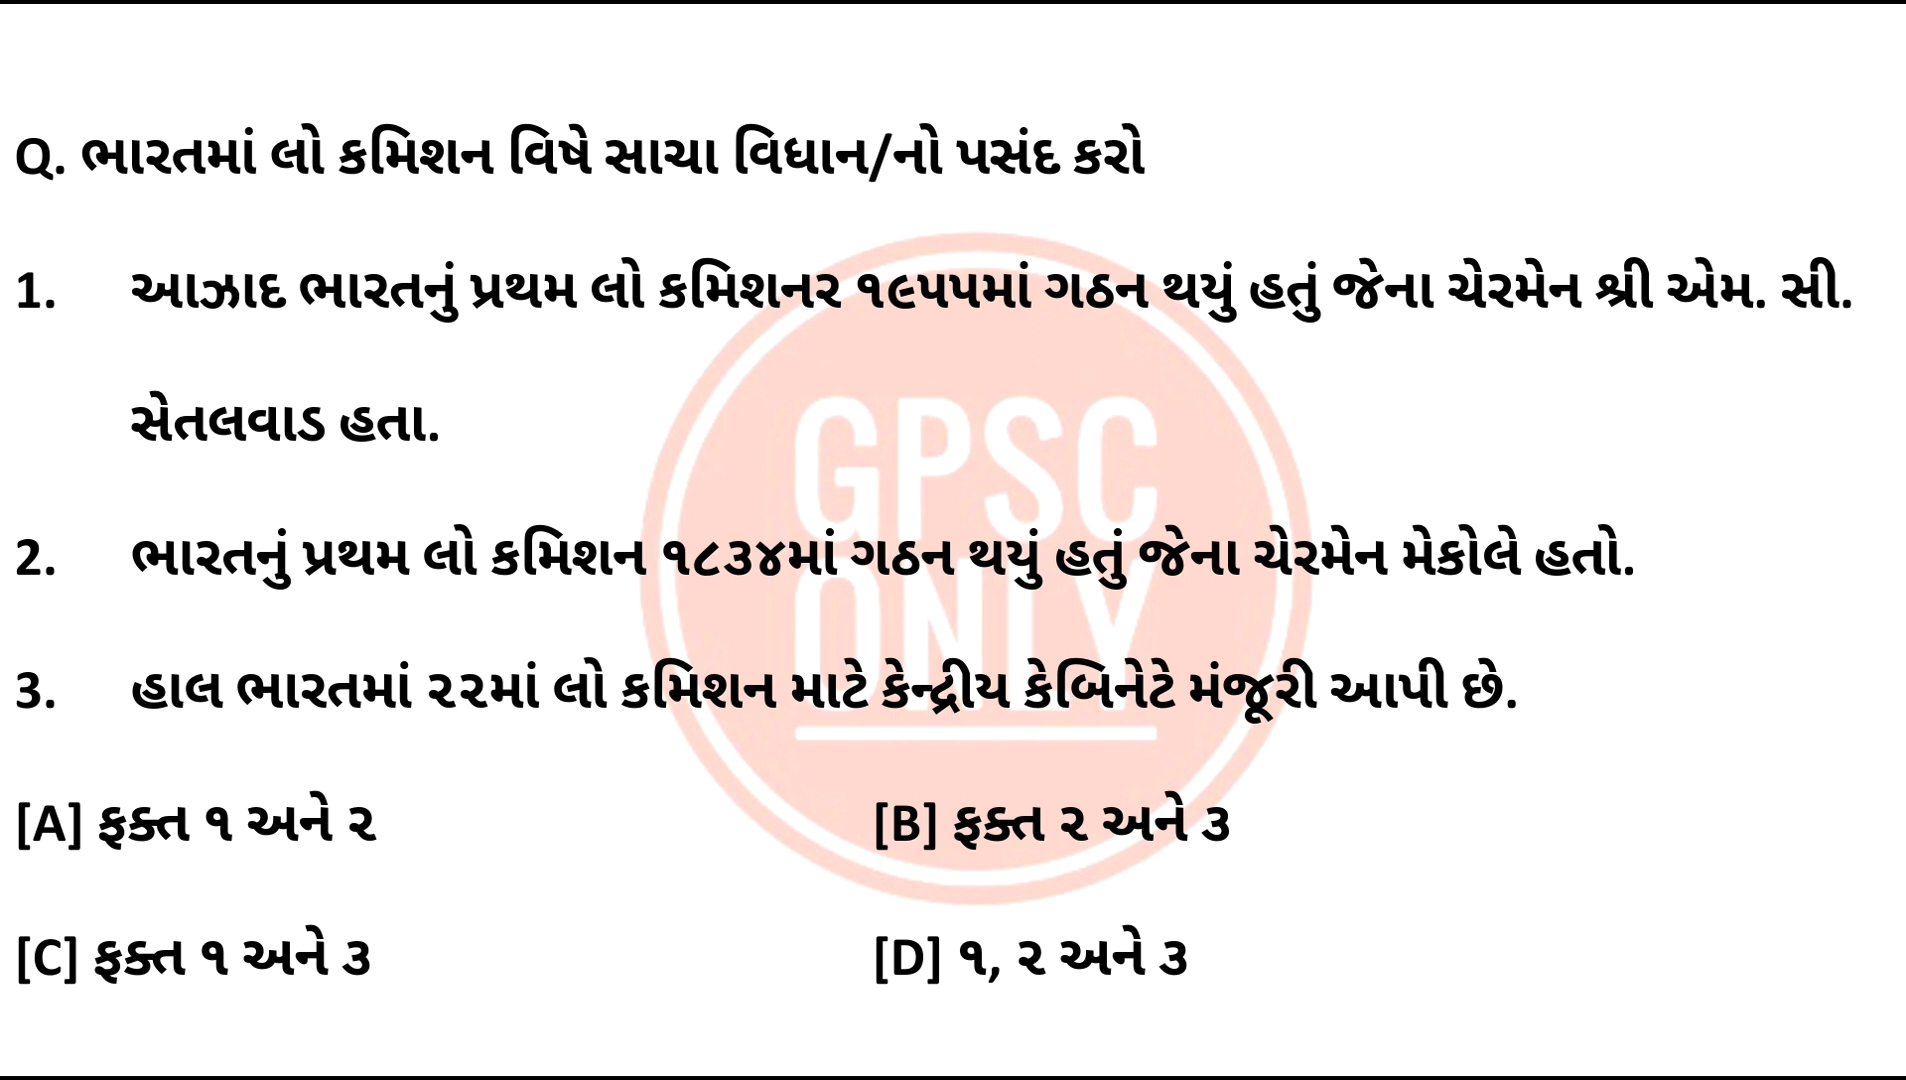 Q. ભારતમાં લો કમિશન વિષે સાચા વિધાન/નો પસંદ કરો
1. આઝાદ ભારતનું પ્રથમ લો કમિશનર ૧૯૫૫માં ગઠન થયું હતું જેના ચેરમેન શ્રી એમ. સી.
સેતલવાડ હતા.
2. ભારતનું પ્રથમ લો કમિશન ૧૮૩૪માં ગઠન થયું હતું જેના ચેરમેન મેકોલે હતો.
3. હાલ ભારતમાં ૨૨માં લો કમિશન માટે કેન્દ્રીય કેબિનેટે મંજૂરી આપી છે.
[A] ફક્ત ૧ અને ૨ [B] ફક્ત ૨ અને ૩
[C] ફક્ત ૧ અને ૩ [D] ૧, ૨ અને ૩
GPSC
ONLY